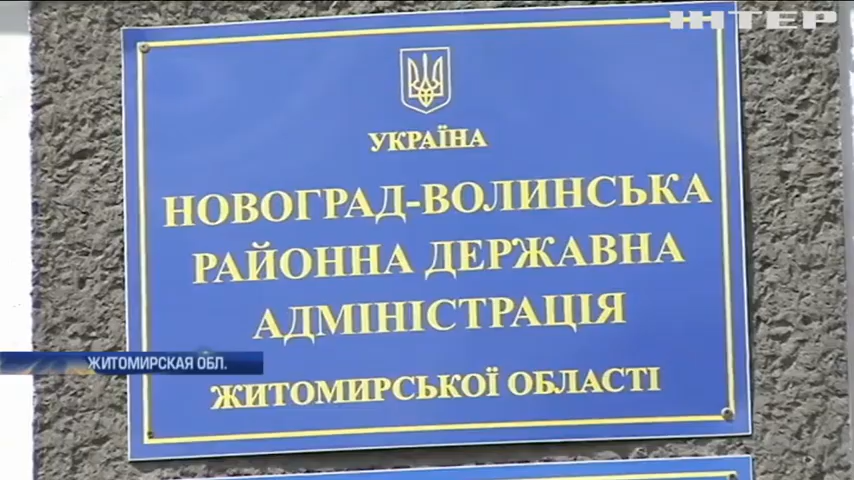 ІНТЕР
УКРАЇНА
НОВОГРАД-ВОЛИНСЬКА
РАЙОННА ДЕРЖАВНА
АДМІНІСТРАЦІЯ
ЖИТОМИРСЬКОЇ ОБЛАСТІ
ЖИТОМИРСКАЯ ОБЛ.